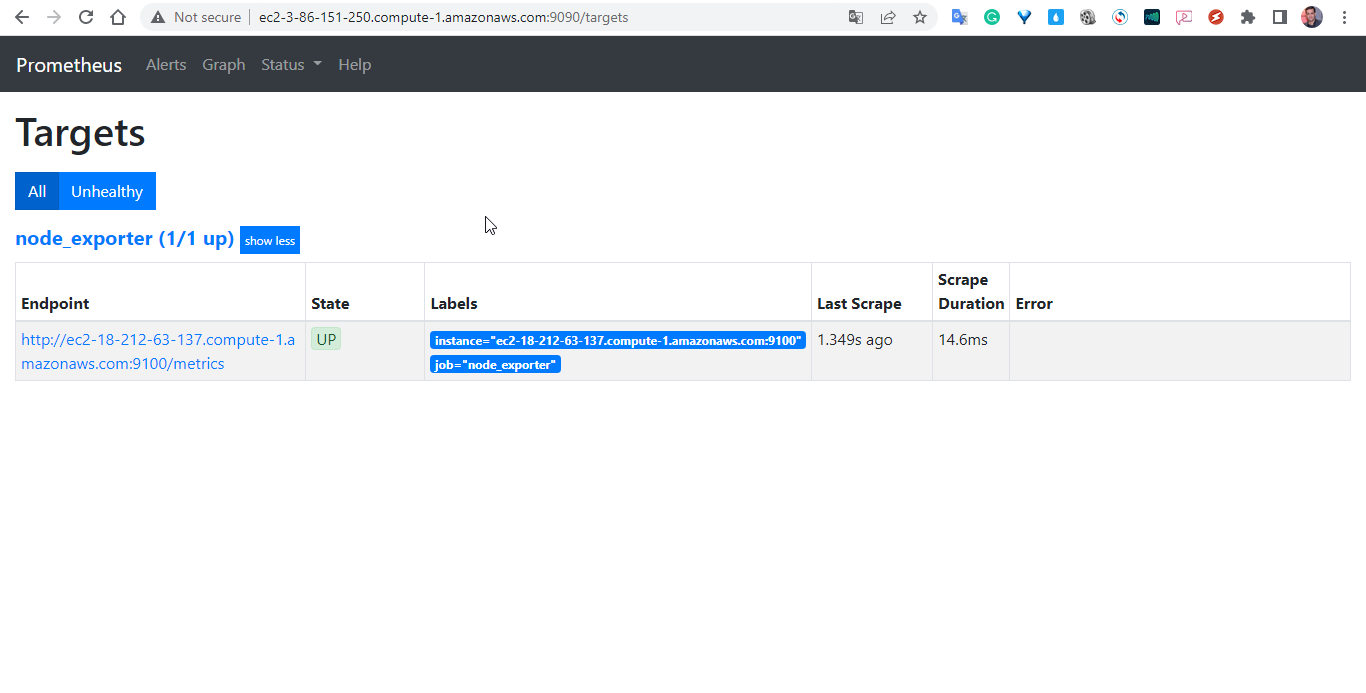 Not secure ec2-3-86-151-250.compute-1.amazonaws.com:9090/targets
Prometheus Alerts Graph Status Help
Targets
All Unhealthy
node_exporter (1/1 up) show less
Endpoint State Labels Last Scrape Scrape Duration Error
http://ec2-18-212-63-137.compute-1.a UP instance="ec2-18-212-63-137.compute-1.amazonaws.com:9100" 1.349s ago 14.6ms
mazonaws.com:9100/metrics job="node_exporter"